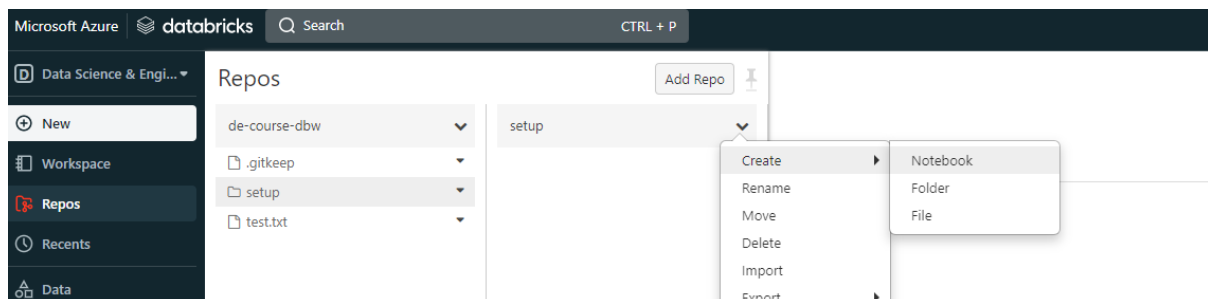 Microsoft Azure databricks Search CTRL + P
D Data Science & Engi...
Repos Add Repo
New
de-course-dbw setup
Workspace
.gitkeep
Create Notebook
Rename Folder
setup
Repos
Move File
test.txt
Recents
Delete
Import
Data
Export